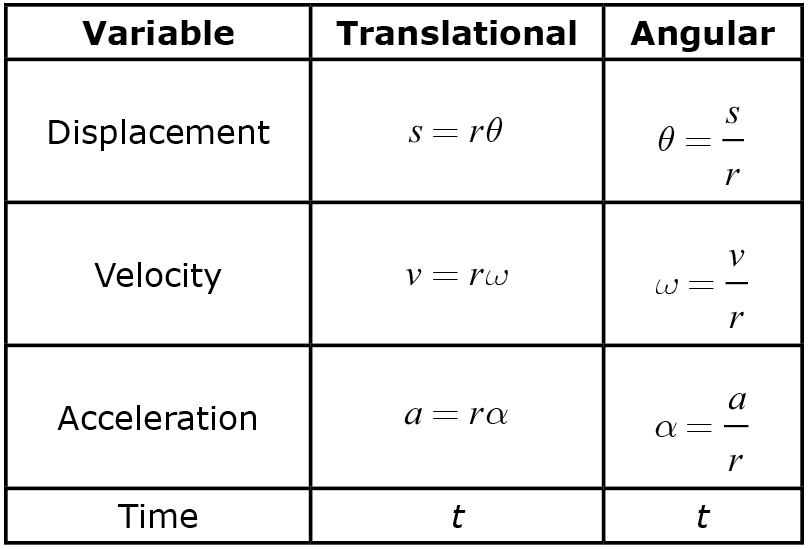 Variable Translational Angular
Displacement s = rθ θ = s/r
Velocity v = rω ω = v/r
Acceleration a = rα α = a/r
Time t t